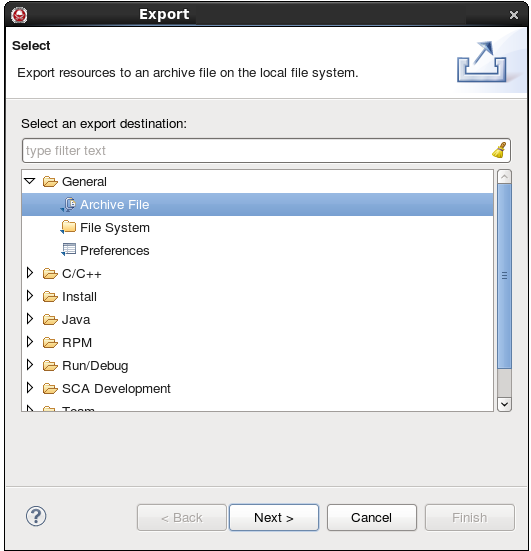 Export
Select
Export resources to an archive file on the local file system.
Select an export destination:
type filter text
General
Archive File
File System
Preferences
C/C++
Install
Java
RPM
Run/Debug
SCA Development
Team
?
< Back
Next >
Cancel
Finish